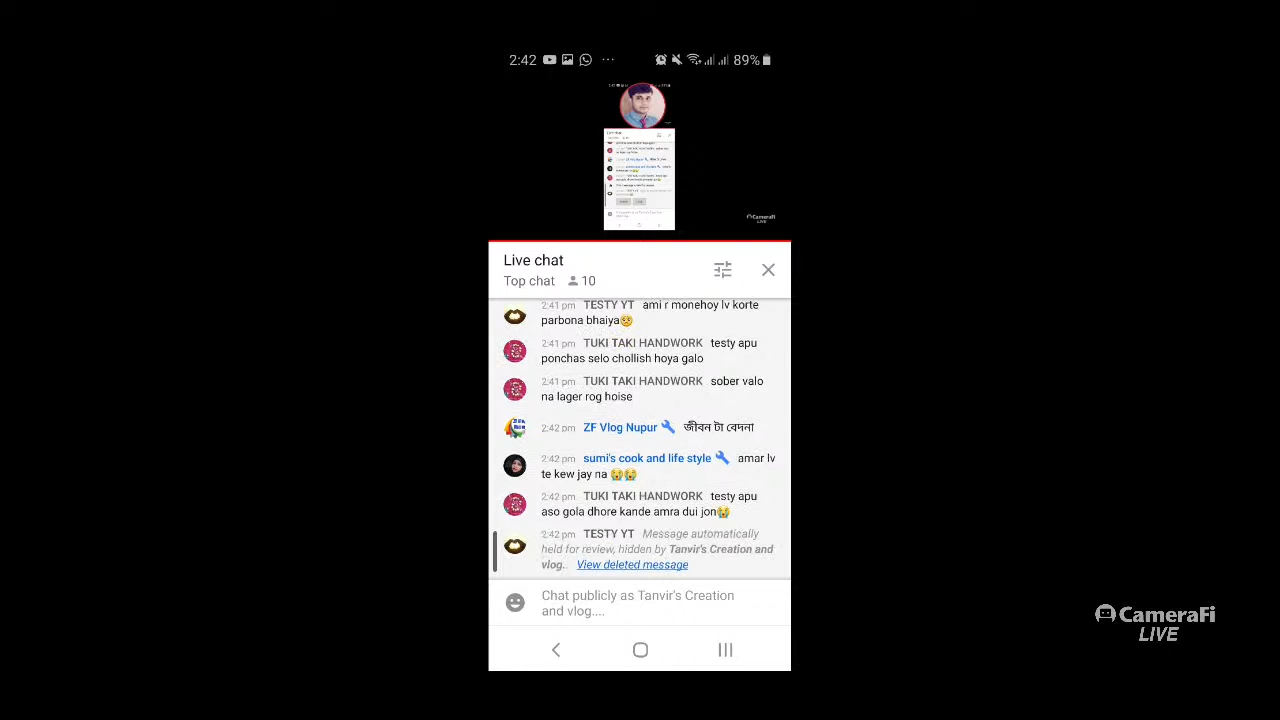 2:42 ... 89%
CameraFi
LIVE
Live chat
Top chat 10
2:41 pm TESTY YT ami r monehoy lv korte
parbona bhaiya🥺
2:41 pm TUKI TAKI HANDWORK testy apu
ponchas selo chollish hoya galo
2:41 pm TUKI TAKI HANDWORK sober valo
na lager rog hoise
2:42 pm ZF Vlog Nupur জীবন টা বেদনা
2:42 pm sumi's cook and life style amar lv
te kew jay na 😭😭
2:42 pm TUKI TAKI HANDWORK testy apu
aso gola dhore kande amra dui jon😭
2:42 pm TESTY YT Message automatically
held for review, hidden by Tanvir's Creation and
vlog.. View deleted message
Chat publicly as Tanvir's Creation
and vlog....
CameraFi
LIVE